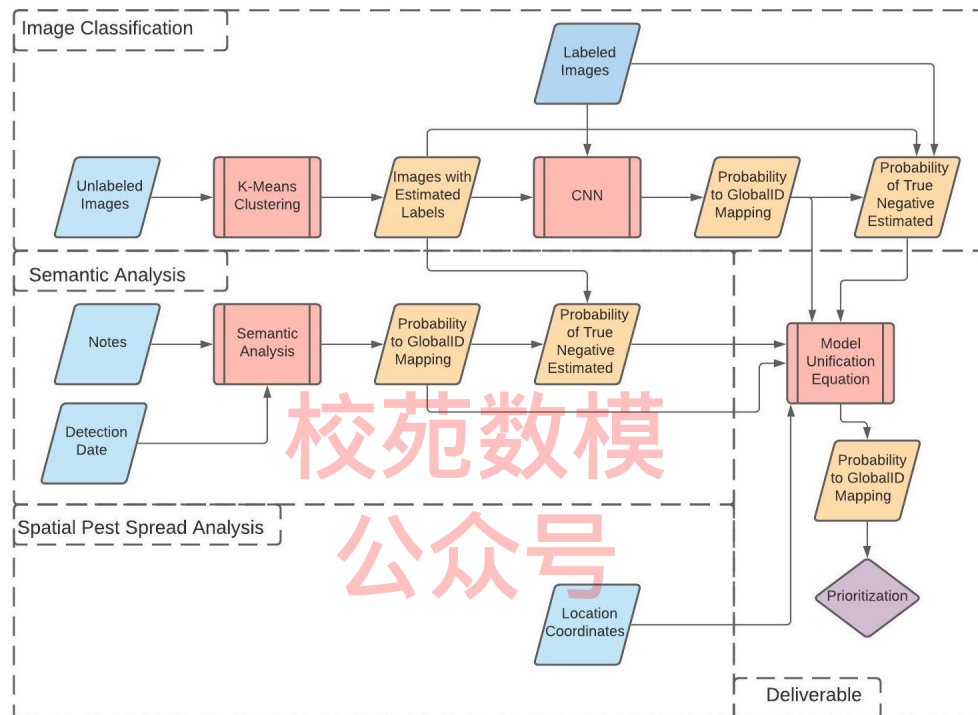 Image Classification
Labeled
Images
Unlabeled
Images
K-Means
Clustering
Images with
Estimated
Labels
CNN
Probability
to GlobalID
Mapping
Probability
of True
Negative
Estimated
Semantic Analysis
Notes
Semantic
Analysis
Probability
to GlobalID
Mapping
Probability
of True
Negative
Estimated
Model
Unification
Equation
Detection
Date
校苑数模
Probability
to GlobalID
Mapping
Spatial Pest Spread Analysis
公众号
Prioritization
Location
Coordinates
Deliverable